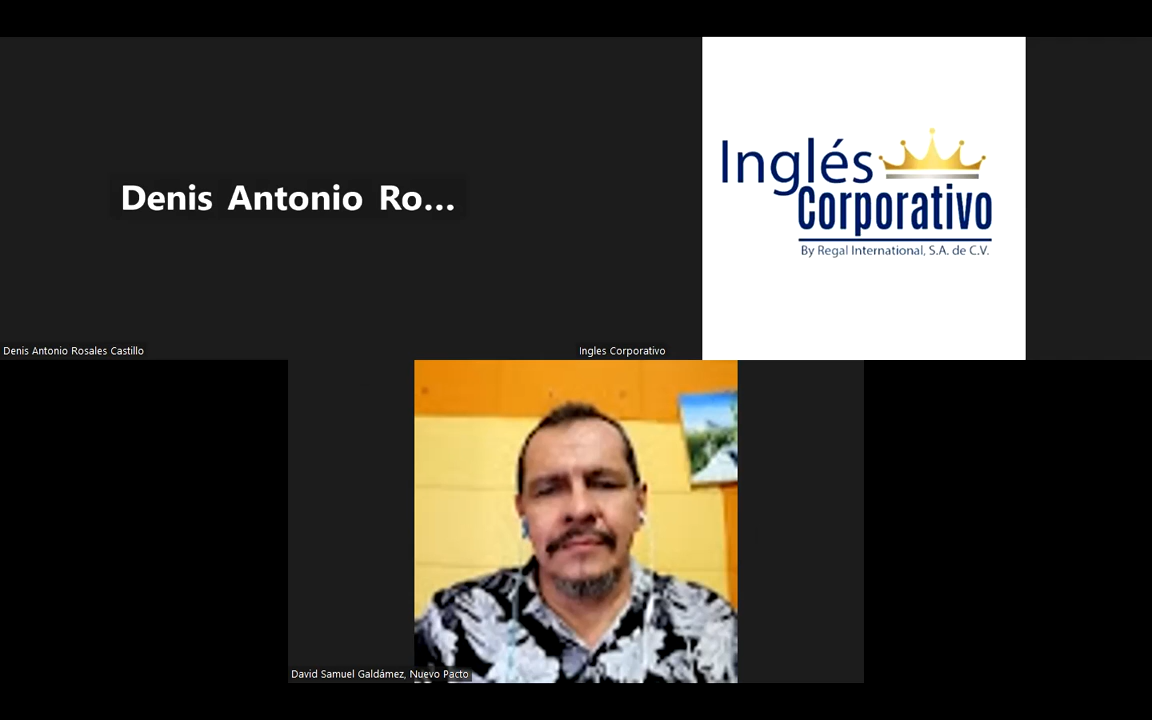 Denis Antonio Ro...
Inglés
Corporativo
By Regal International, S.A. de C.V.
Denis Antonio Rosales Castillo
Ingles Corporativo
David Samuel Galdámez, Nuevo Pacto